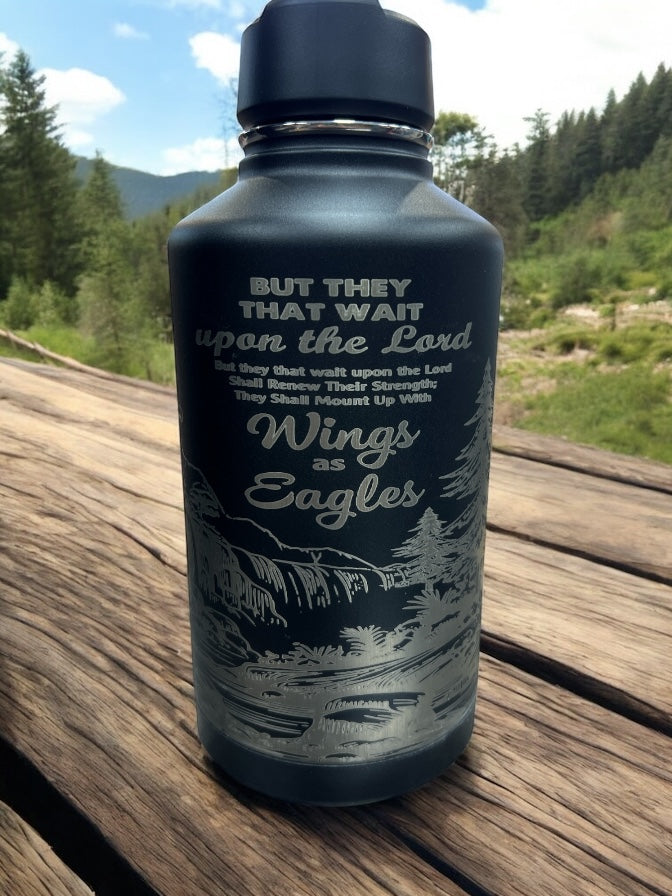 BUT THEY
THAT WAIT
upon the Lord
But they that wait upon the Lord
Shall Renew Their Strength;
They Shall Mount Up With
Wings
as
Eagles